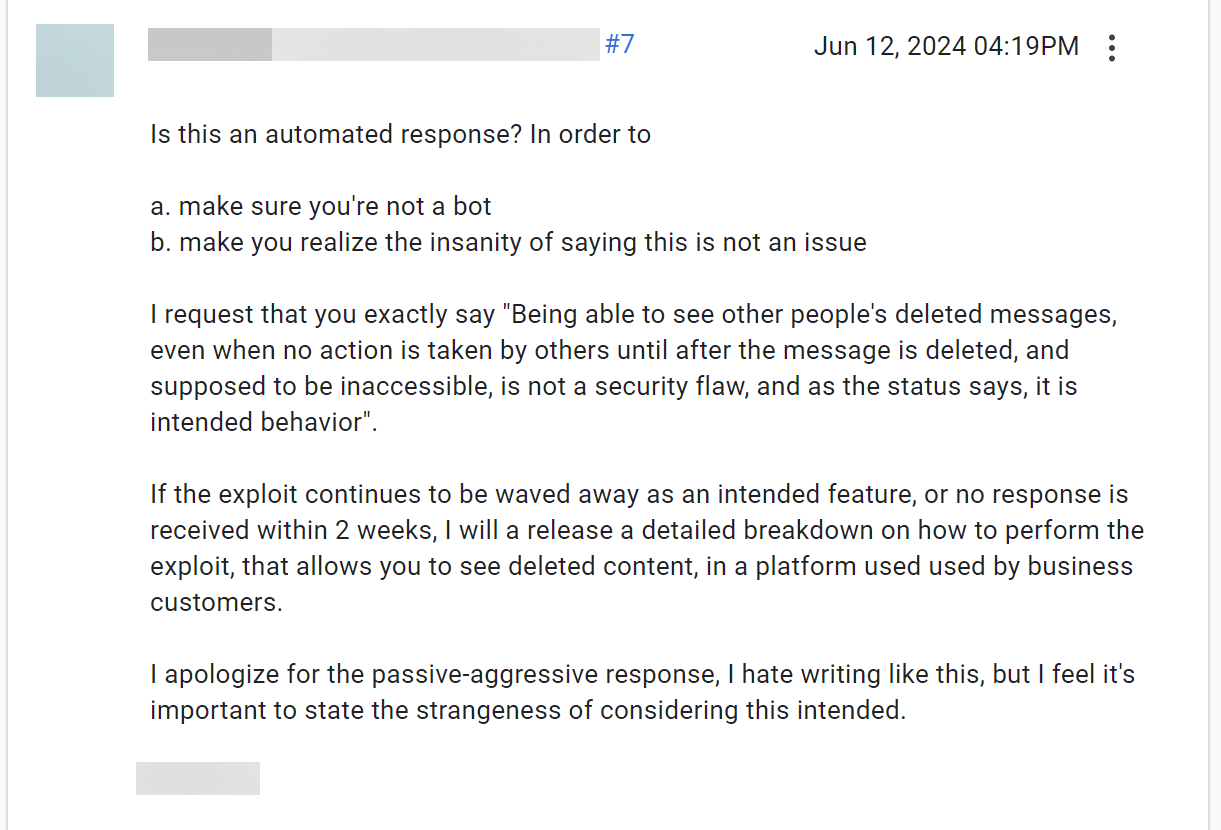 #7
Jun 12, 2024 04:19PM
Is this an automated response? In order to
a. make sure you're not a bot
b. make you realize the insanity of saying this is not an issue
I request that you exactly say "Being able to see other people's deleted messages,
even when no action is taken by others until after the message is deleted, and
supposed to be inaccessible, is not a security flaw, and as the status says, it is
intended behavior".
If the exploit continues to be waved away as an intended feature, or no response is
received within 2 weeks, I will a release a detailed breakdown on how to perform the
exploit, that allows you to see deleted content, in a platform used used by business
customers.
I apologize for the passive-aggressive response, I hate writing like this, but I feel it's
important to state the strangeness of considering this intended.